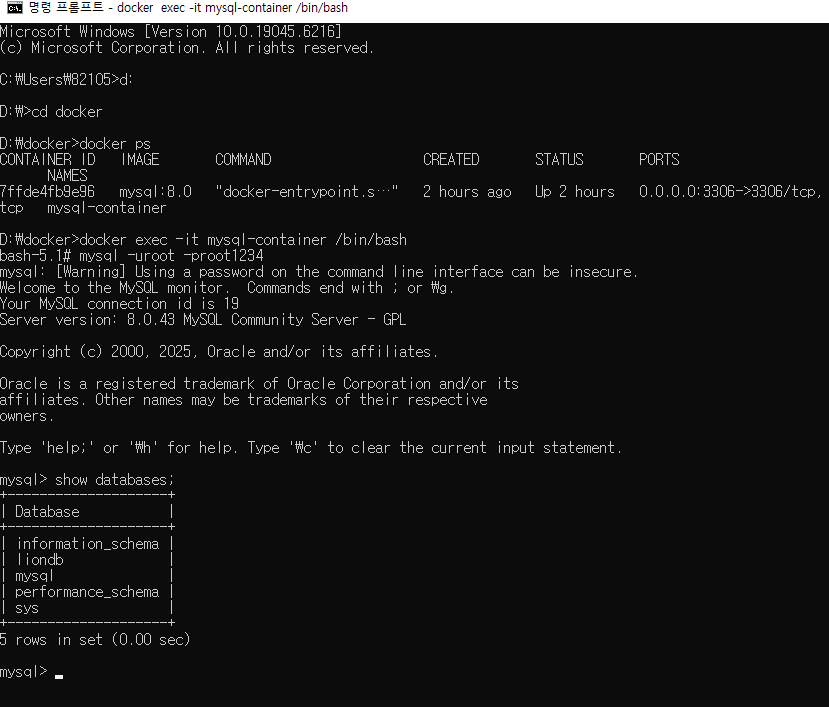 명령 프롬프트 - docker  exec -it mysql-container /bin/bash
Microsoft Windows [Version 10.0.19045.6216]
(c) Microsoft Corporation. All rights reserved.
C:₩Users₩82105>d:
D:₩>cd docker
D:₩docker>docker ps
CONTAINER ID   IMAGE       COMMAND                   CREATED       STATUS       PORTS
      NAMES
7ffde4fb9e96   mysql:8.0   "docker-entrypoint.s…"   2 hours ago   Up 2 hours   0.0.0.0:3306->3306/tcp,
tcp   mysql-container
D:₩docker>docker exec -it mysql-container /bin/bash
bash-5.1# mysql -uroot -proot1234
mysql: [Warning] Using a password on the command line interface can be insecure.
Welcome to the MySQL monitor.  Commands end with ; or ₩g.
Your MySQL connection id is 19
Server version: 8.0.43 MySQL Community Server - GPL
Copyright (c) 2000, 2025, Oracle and/or its affiliates.
Oracle is a registered trademark of Oracle Corporation and/or its
affiliates. Other names may be trademarks of their respective
owners.
Type 'help;' or '₩h' for help. Type '₩c' to clear the current input statement.
mysql> show databases;
+--------------------+
| Database           |
+--------------------+
| information_schema |
| liondb             |
| mysql              |
| performance_schema |
| sys                |
+--------------------+
5 rows in set (0.00 sec)
mysql>